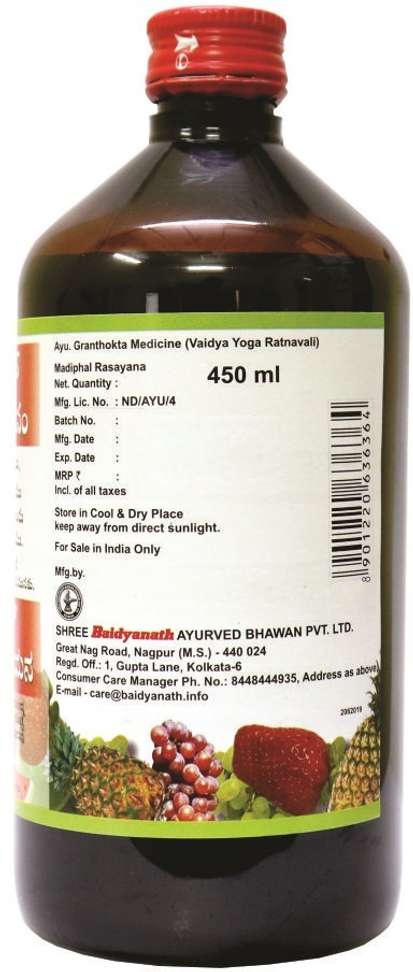 Ayu. Granthokta Medicine (Vaidya Yoga Ratnavali)
Madiphal Rasayana
Net. Quantity : 450 ml
Mfg. Lic. No. : ND/AYU/4
Batch No. :
Mfg. Date :
Exp. Date :
MRP ₹ :
Incl. of all taxes
Store in Cool & Dry Place
keep away from direct sunlight.
For Sale in India Only
Mfg.by.
SHREE Baidyanath AYURVED BHAWAN PVT. LTD.
Great Nag Road, Nagpur (M.S.) - 440 024
Regd. Off.: 1, Gupta Lane, Kolkata-6
Consumer Care Manager Ph. No.: 8448444935, Address as above
E-mail - care@baidyanath.info
2062019
8901220636364